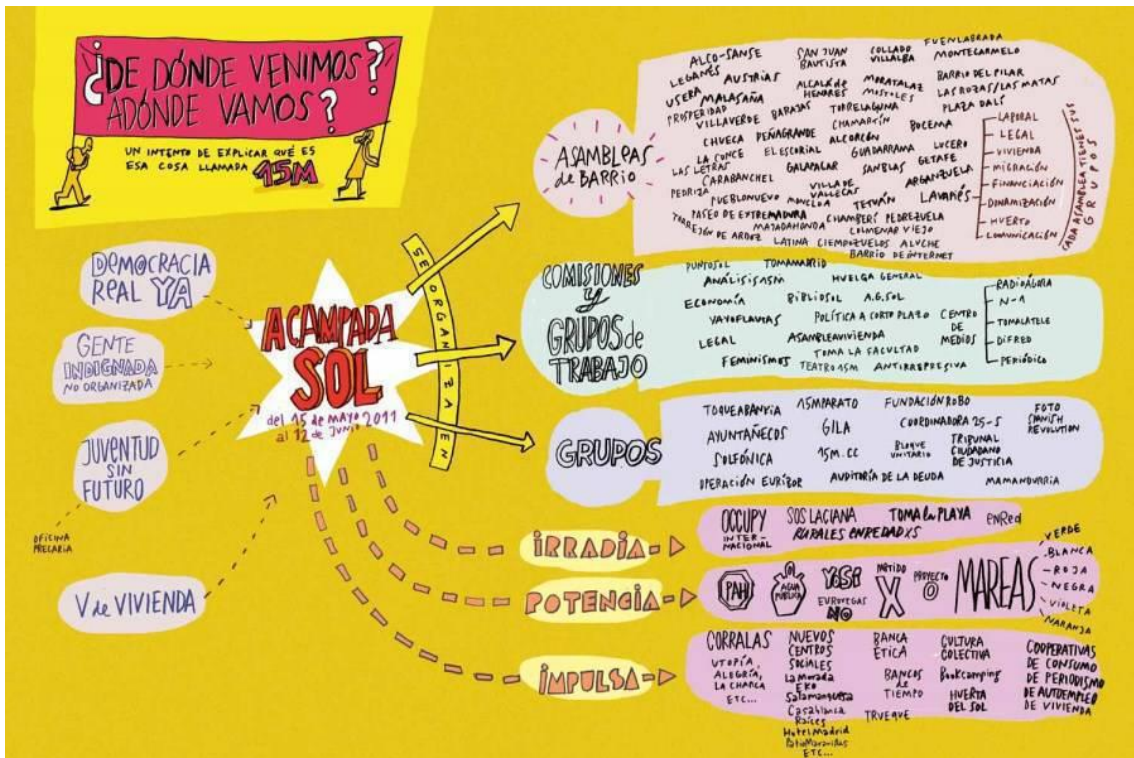 ¿DE DÓNDE VENIMOS?
ADÓNDE VAMOS?
UN INTENTO DE EXPLICAR QUÉ ES
ESA COSA LLAMADA 15M
DEMOCRACIA
REAL YA
GENTE
INDIGNADA
NO ORGANIZADA
JUVENTUD
SIN
FUTURO
OFICINA
PRECARIA
V de VIVIENDA
ACAMPADA
SOL
del 15 de MAYO 2011
al 12 de JUNIO
SE ORGANIZA EN
ASAMBLEAS
de BARRIO
ALCO-SANSE
SAN JUAN
BAUTISTA
COLLADO
VILLALBA
FUENLABRADA
MONTECARMELO
LEGANÉS
AUSTRIAS
ALCALÁ de
HENARES
MORATALAZ
MOSTOLES
BARRIO DEL PILAR
LAS ROZAS/LAS MATAS
USERA
MALASAÑA
PROSPERIDAD
VILLAVERDE
BARAJAS
TORRELAGUNA
PLAZA DALÍ
CHAMARTÍN
BOCEMA
CHUECA
PEÑAGRANDE
ALCORCÓN
LUCERO
LA CONCE
EL ESCORIAL
GUADARRAMA
GETAFE
LAS LETRAS
CARABANCHEL
GALAPAGAR
SANBLAS
ARGANZUELA
PEDRIZA
PUEBLONUEVO
MONCLOA
VILLA DE
VALLECAS
TETUÁN
LAVAPIÉS
PASEO DE EXTREMADURA
CHAMBERÍ
PEDREZUELA
TORREJÓN DE ARDOZ
MAJADAHONDA
COLMENAR VIEJO
LATINA
CIEMPOZUELOS
ALUCHE
BARRIO DE INTERNET
LABORAL
LEGAL
VIVIENDA
MIGRACIÓN
FINANCIACIÓN
DINAMIZACIÓN
HUERTO
COMUNICACIÓN
CADA ASAMBLEA TIENE SUS
GRUPOS
COMISIONES
y
GRUPOS de
TRABAJO
PUNTOSOL
TOMAMADRID
ANÁLISIS15M
HUELGA GENERAL
ECONOMÍA
BIBLIOSOL
A.G.SOL
YAYOFLAUTAS
POLÍTICA A CORTO PLAZO
LEGAL
ASAMBLEAVIVIENDA
FEMINISMOS
TOMA LA FACULTAD
TEATRO 15M
ANTIRREPRESIVA
CENTRO
DE
MEDIOS
RADIOÁGORA
N-1
TOMALATELE
DIFRED
PERIÓDICO
GRUPOS
TOQUEABANKIA
15MPARATO
FUNDACIÓN ROBO
FOTO
SPANISH
REVOLUTION
AYUNTAÑECOS
GILA
COORDINADORA 25-S
SOLFÓNICA
15M.CC
BLOQUE
UNITARIO
TRIBUNAL
CIUDADANO
DE JUSTICIA
OPERACIÓN EURIBOR
AUDITORÍA DE LA DEUDA
MAMANDURRIA
IRRADIA
OCCUPY
INTER-
NACIONAL
SOS LACIANA
TOMA la PLAYA
enRed
RURALES ENREDADXS
POTENCIA
PAH
AGUA
PÚBLICA
YoSí
EUROVEGAS
NO
PARTIDO
X
PROYECTO
O
MAREAS
VERDE
BLANCA
ROJA
NEGRA
VIOLETA
NARANJA
IMPULSA
CORRALAS
UTOPÍA,
ALEGRÍA,
LA CHARCA
ETC...
NUEVOS
CENTROS
SOCIALES
La Morada
EKO
Salamanquesa
Casablanca
Raíces
Hotel Madrid
Patio Maravillas
ETC...
BANCA
ÉTICA
BANCOS
de
TIEMPO
TRUEQUE
CULTURA
COLECTIVA
Bookcamping
HUERTA
DEL SOL
COOPERATIVAS
DE CONSUMO
DE PERIODISMO
DE AUTOEMPLEO
DE VIVIENDA